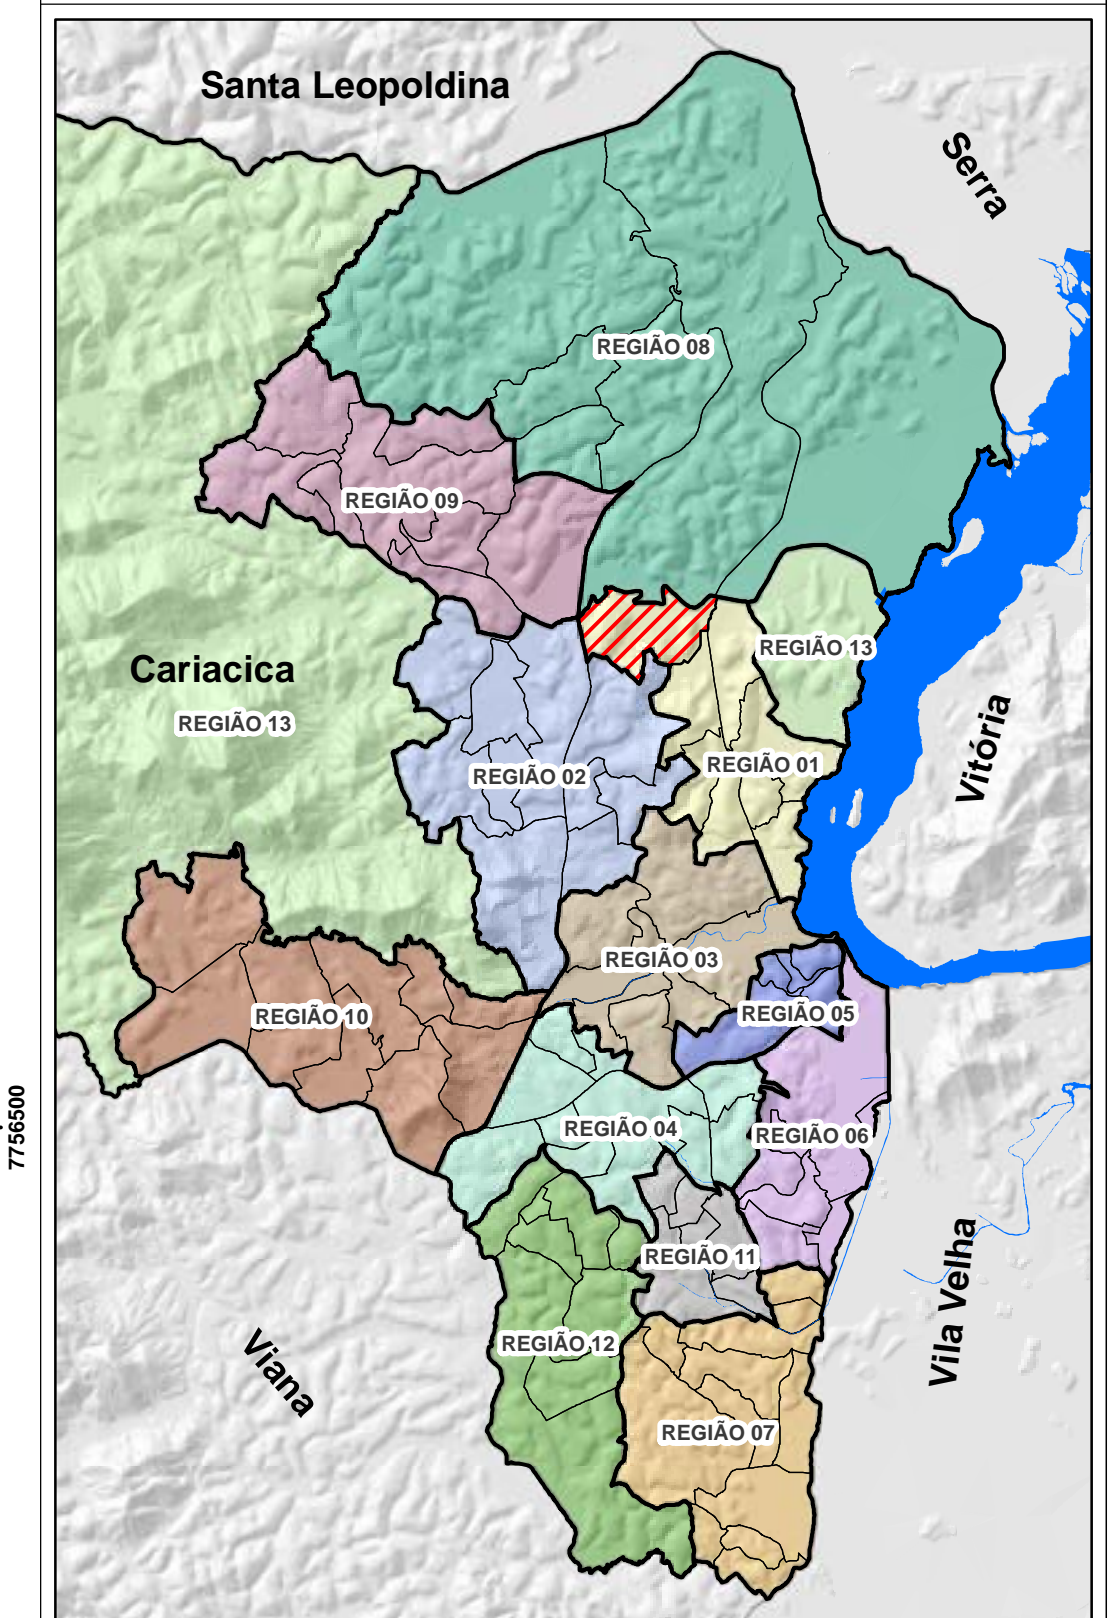 Santa Leopoldina
Serra
REGIÃO 08
REGIÃO 09
REGIÃO 13
Cariacica
REGIÃO 13
Vitória
REGIÃO 01
REGIÃO 02
REGIÃO 03
REGIÃO 05
REGIÃO 10
7756500
REGIÃO 04
REGIÃO 06
REGIÃO 11
Vila Velha
REGIÃO 12
Viana
REGIÃO 07